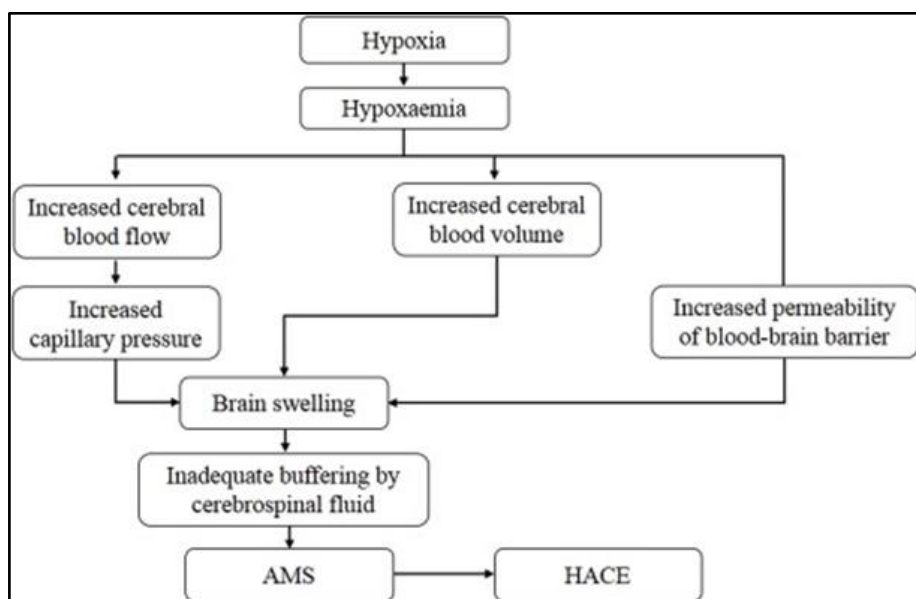 Hypoxia
Hypoxaemia
Increased cerebral
blood flow
Increased cerebral
blood volume
Increased
capillary pressure
Increased permeability
of blood-brain barrier
Brain swelling
Inadequate buffering by
cerebrospinal fluid
AMS
HACE